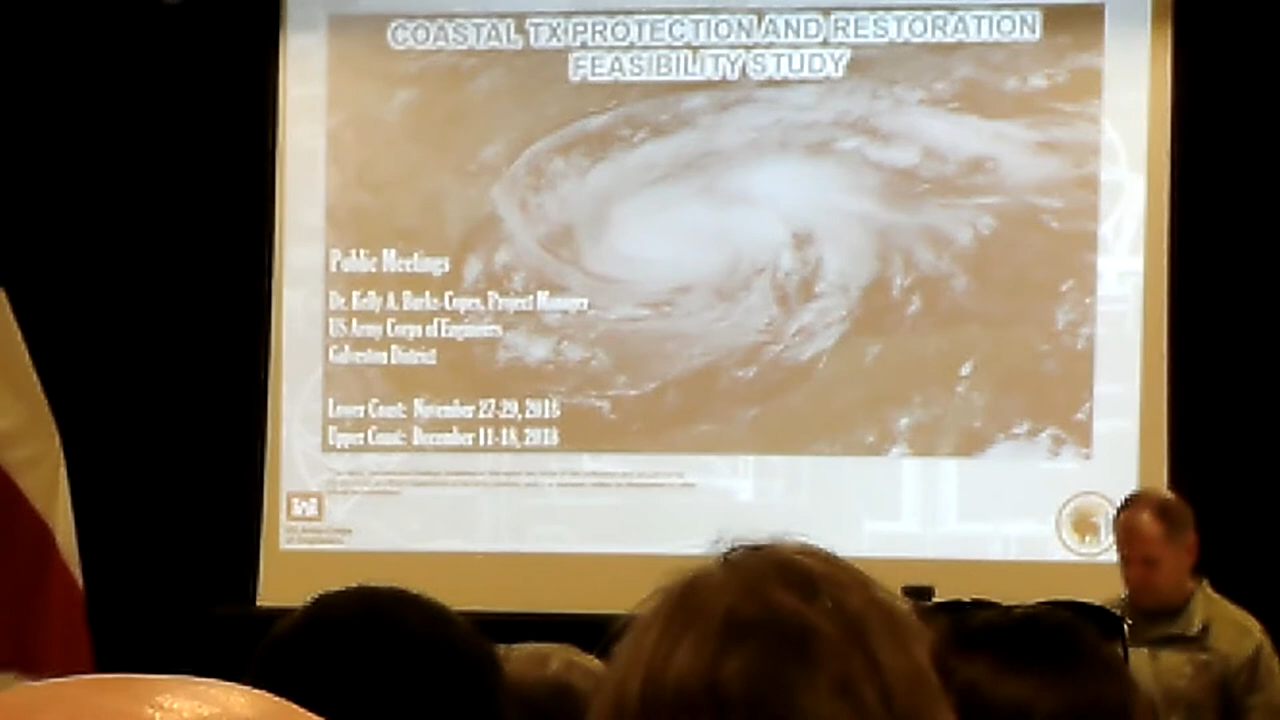 COASTAL TX PROTECTION AND RESTORATION
FEASIBILITY STUDY
Public Meetings
Dr. Kelly A. Burks-Copes, Project Manager
US Army Corps of Engineers
Galveston District
Lower Coast: November 27-29, 2018
Upper Coast: December 11-18, 2018